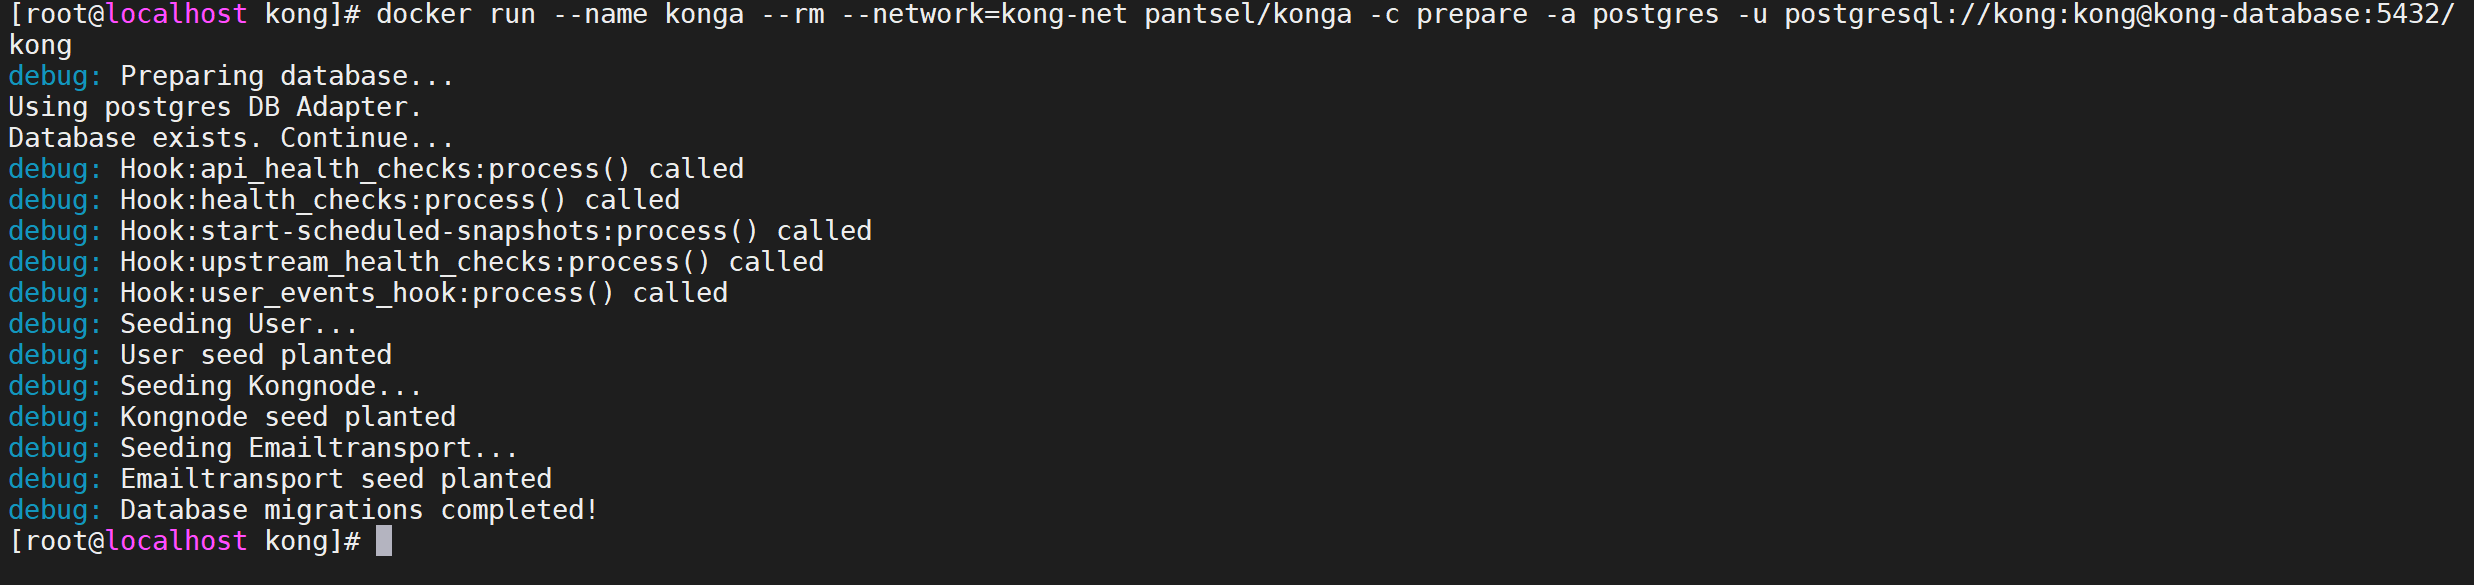 [root@localhost kong]# docker run --name konga --rm --network=kong-net pantsel/konga -c prepare -a postgres -u postgresql://kong:kong@kong-database:5432/
kong
debug: Preparing database...
Using postgres DB Adapter.
Database exists. Continue...
debug: Hook:api_health_checks:process() called
debug: Hook:health_checks:process() called
debug: Hook:start-scheduled-snapshots:process() called
debug: Hook:upstream_health_checks:process() called
debug: Hook:user_events_hook:process() called
debug: Seeding User...
debug: User seed planted
debug: Seeding Kongnode...
debug: Kongnode seed planted
debug: Seeding Emailtransport...
debug: Emailtransport seed planted
debug: Database migrations completed!
[root@localhost kong]#